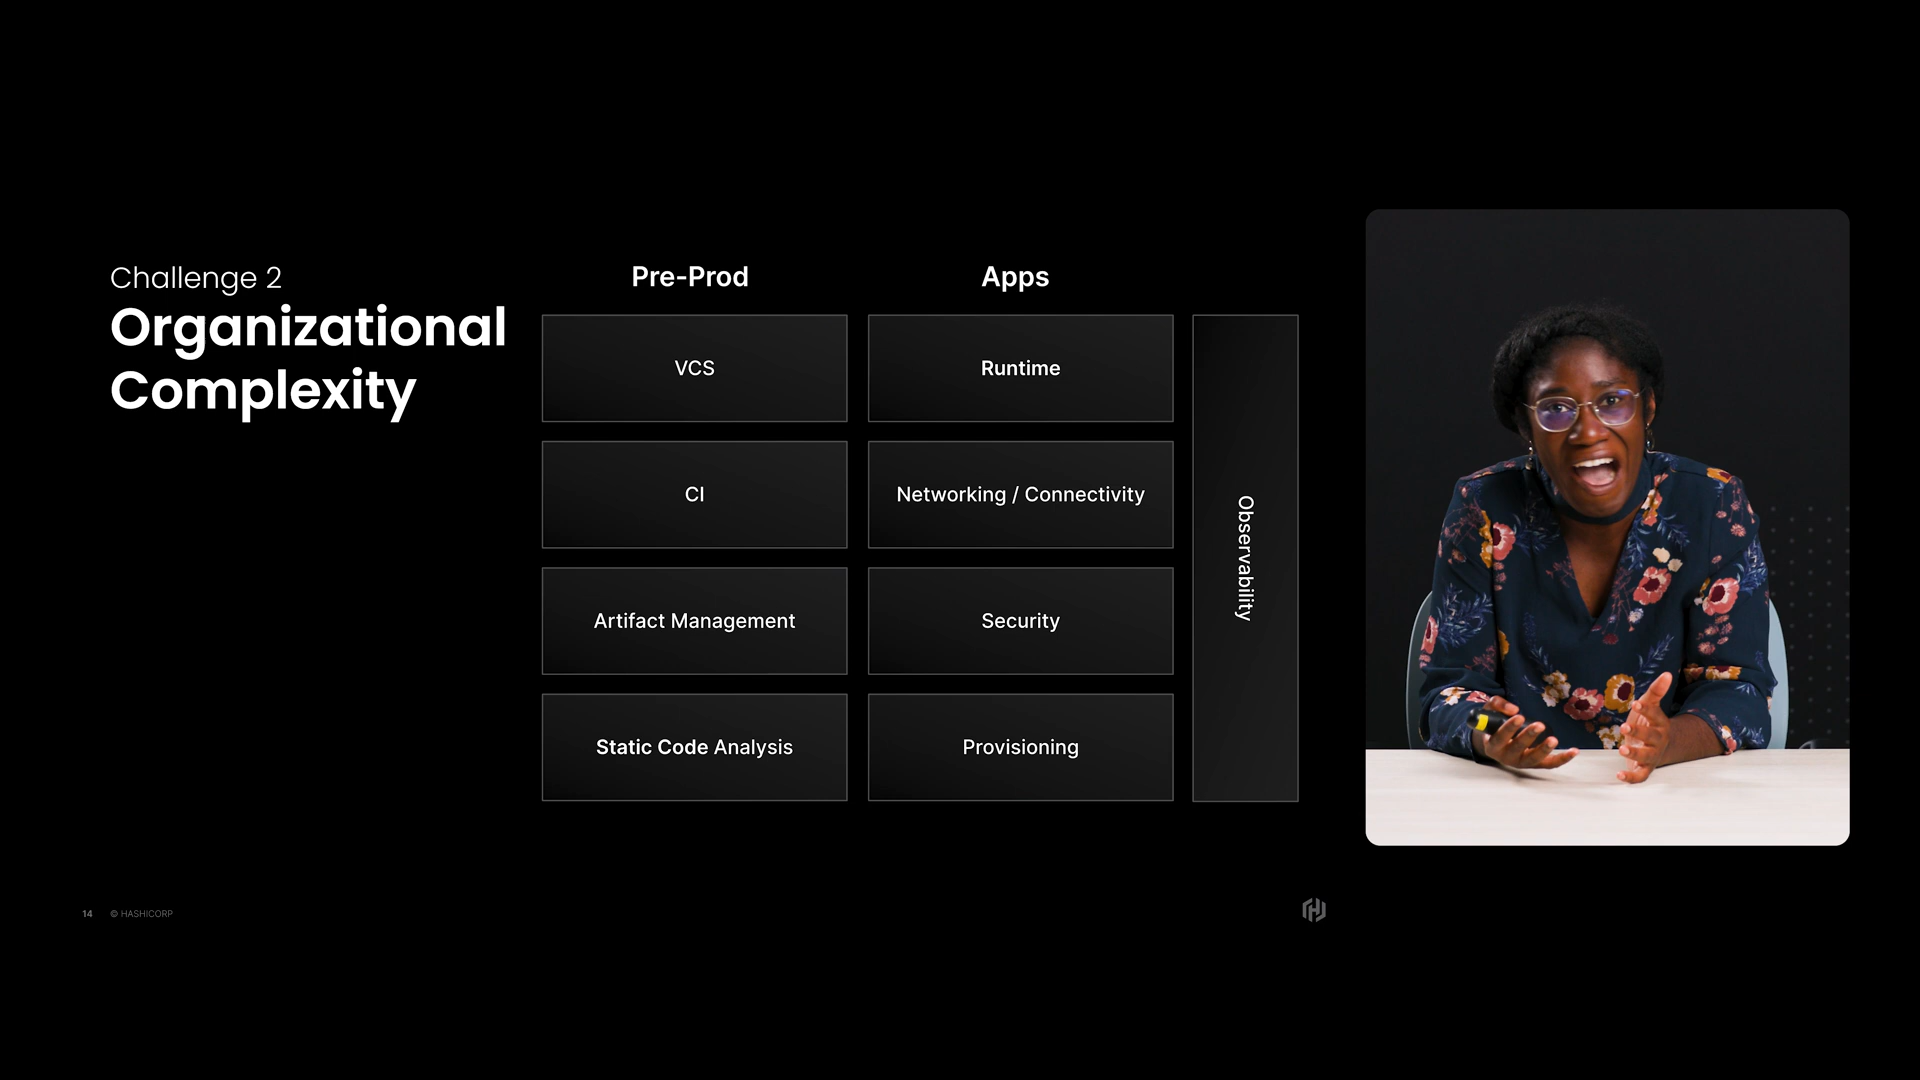 Challenge 2
Organizational
Complexity
Pre-Prod
Apps
VCS
Runtime
CI
Networking / Connectivity
Artifact Management
Security
Static Code Analysis
Provisioning
Observability
14 © HASHICORP